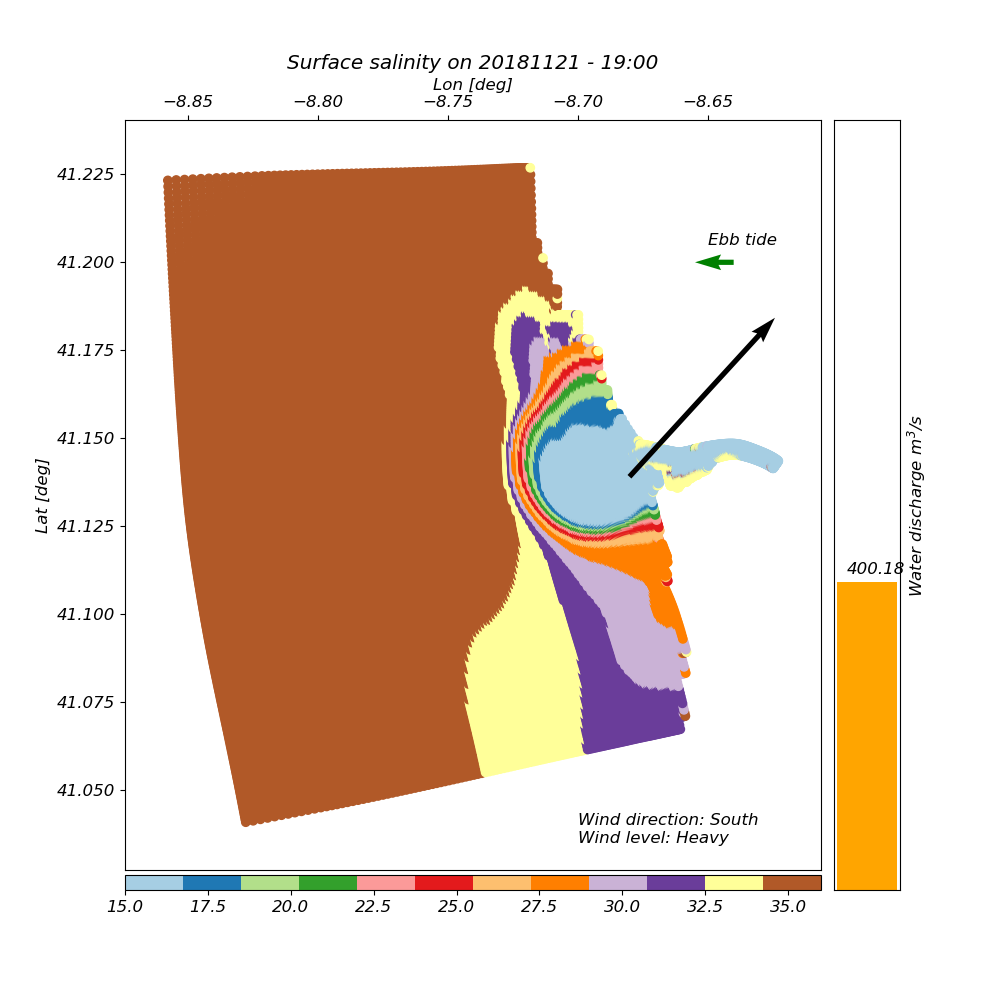 Surface salinity on 20181121 - 19:00
Lon [deg]
−8.85 −8.80 −8.75 −8.70 −8.65
41.225
41.200
41.175
41.150
41.125
41.100
41.075
41.050
Lat [deg]
Ebb tide
Wind direction: South
Wind level: Heavy
15.0 17.5 20.0 22.5 25.0 27.5 30.0 32.5 35.0
400.18
Water discharge m³/s